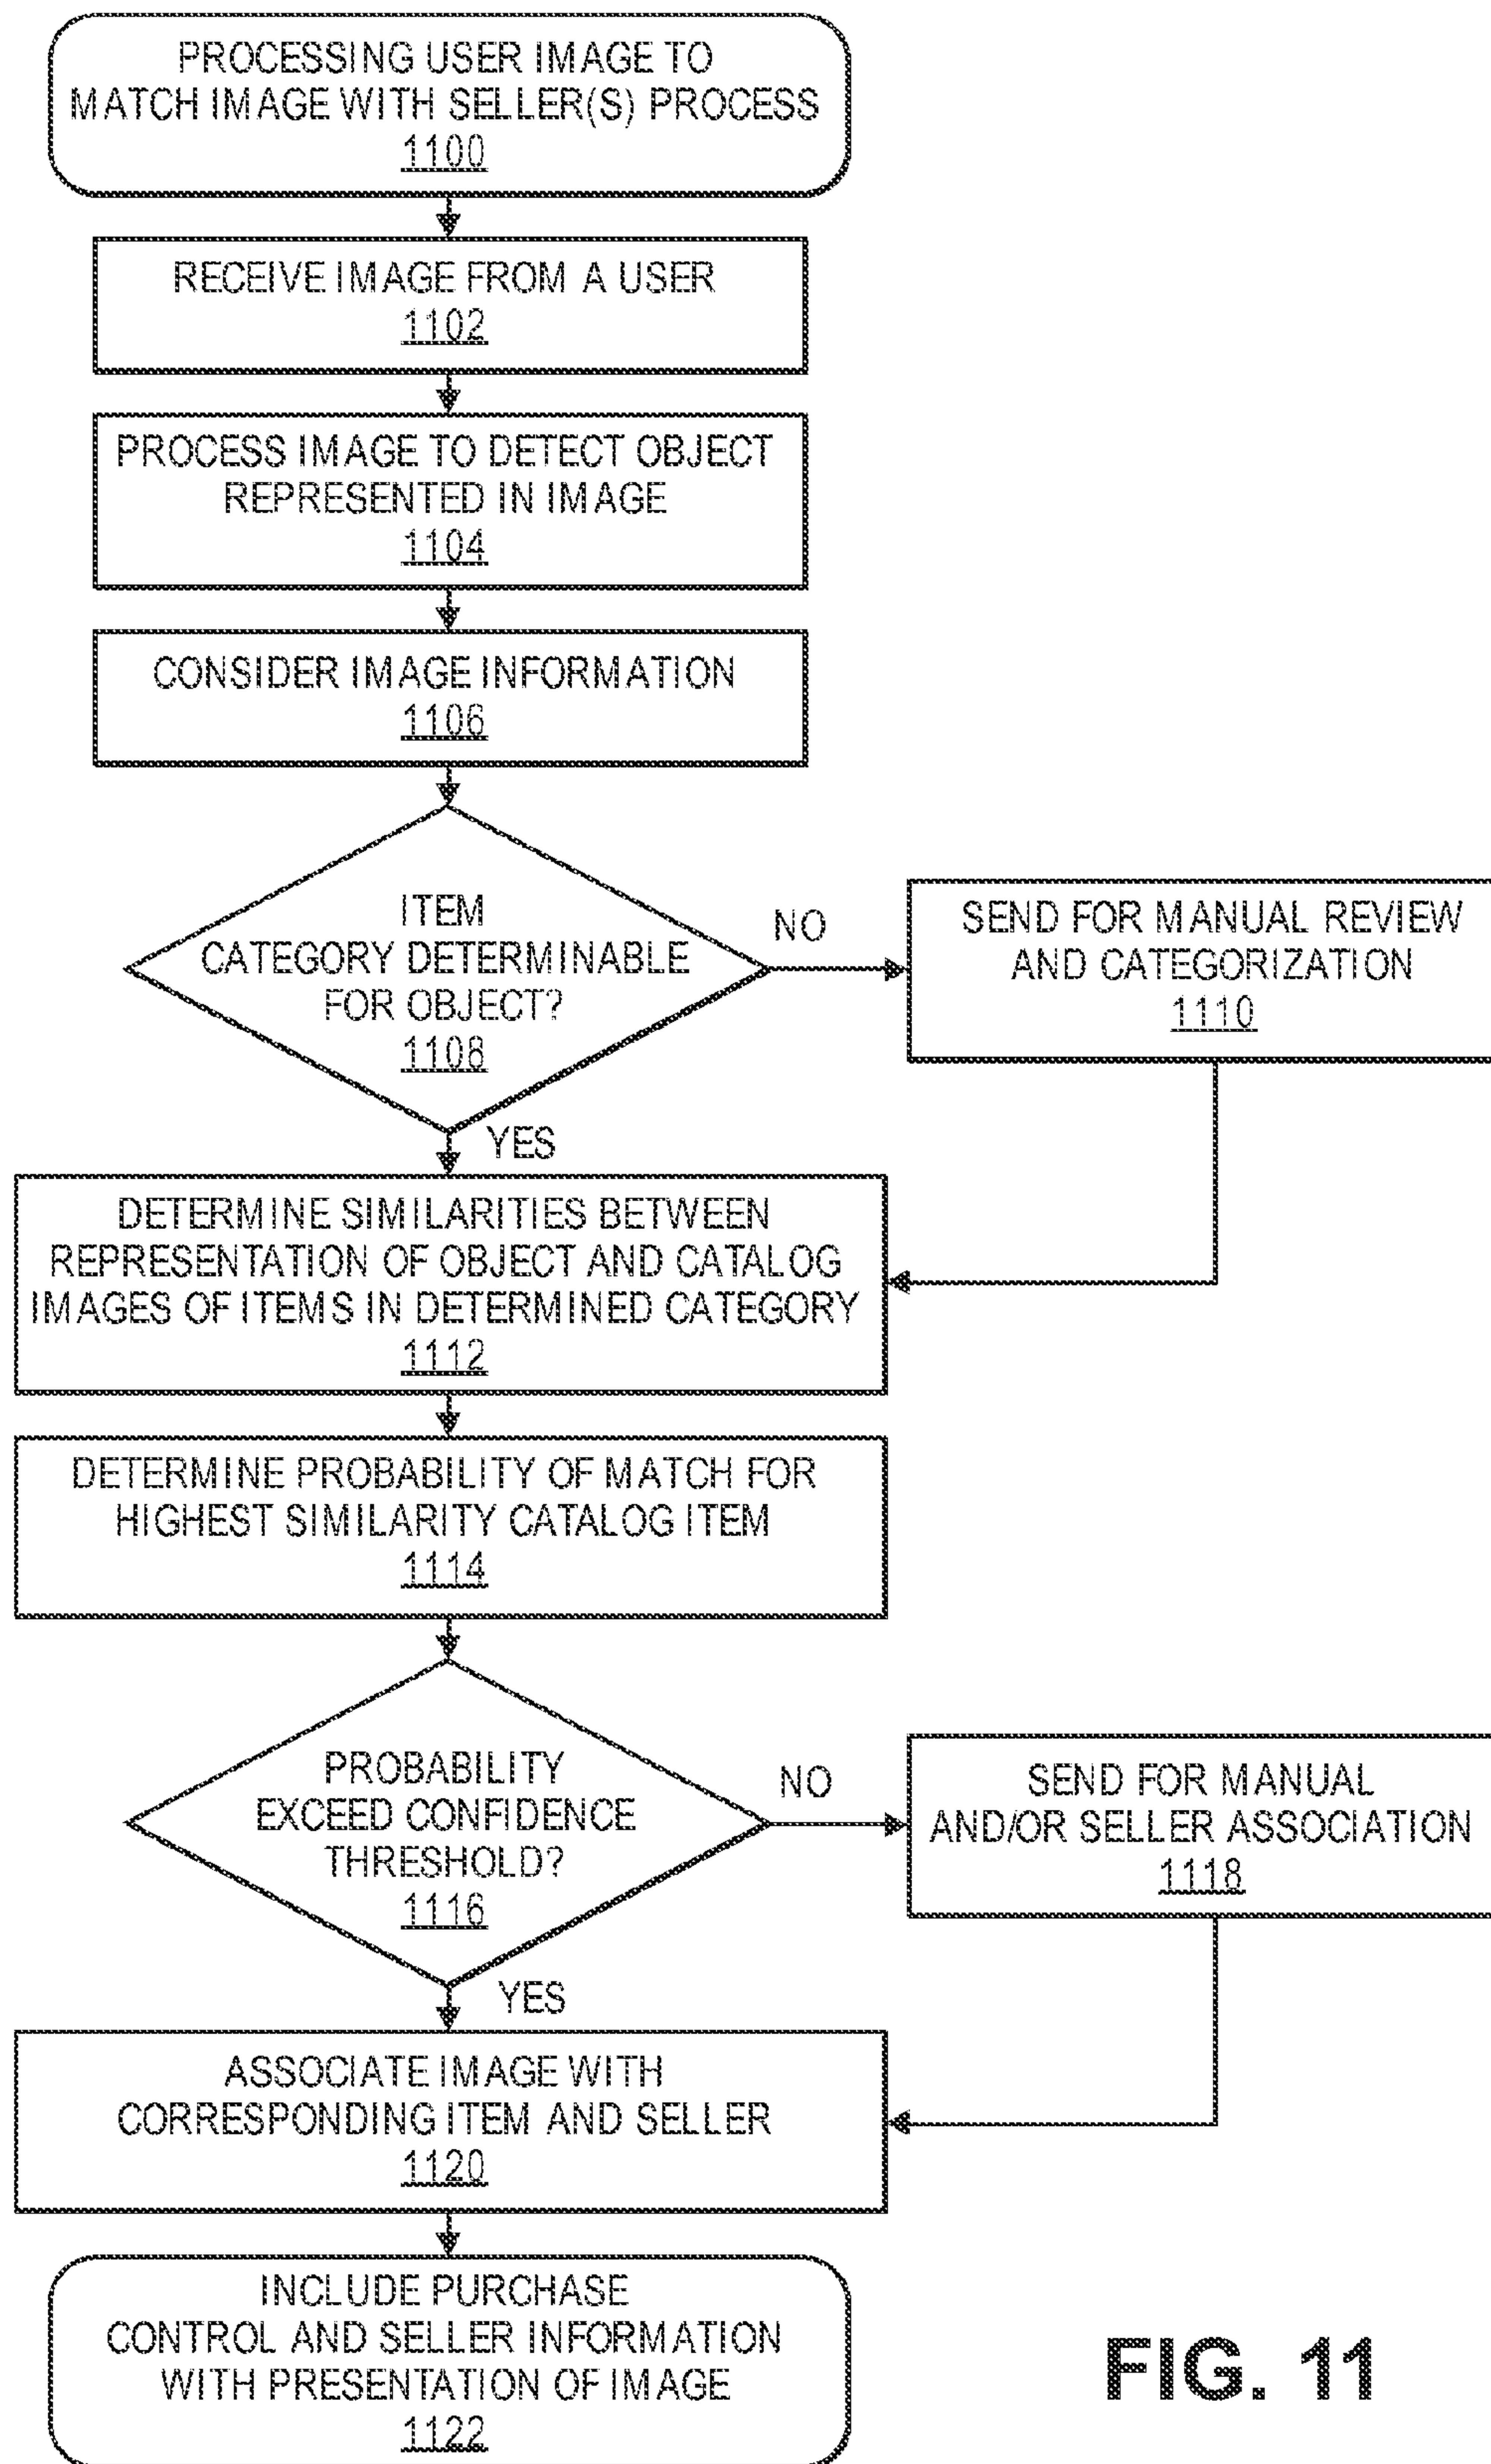 PROCESSING USER IMAGE TO
MATCH IMAGE WITH SELLER(S) PROCESS
1100
RECEIVE IMAGE FROM A USER
1102
PROCESS IMAGE TO DETECT OBJECT
REPRESENTED IN IMAGE
1104
CONSIDER IMAGE INFORMATION
1106
ITEM
CATEGORY DETERMINABLE
FOR OBJECT?
1108
NO
SEND FOR MANUAL REVIEW
AND CATEGORIZATION
1110
YES
DETERMINE SIMILARITIES BETWEEN
REPRESENTATION OF OBJECT AND CATALOG
IMAGES OF ITEMS IN DETERMINED CATEGORY
1112
DETERMINE PROBABILITY OF MATCH FOR
HIGHEST SIMILARITY CATALOG ITEM
1114
PROBABILITY
EXCEED CONFIDENCE
THRESHOLD?
1116
NO
SEND FOR MANUAL
AND/OR SELLER ASSOCIATION
1118
YES
ASSOCIATE IMAGE WITH
CORRESPONDING ITEM AND SELLER
1120
INCLUDE PURCHASE
CONTROL AND SELLER INFORMATION
WITH PRESENTATION OF IMAGE
1122
FIG. 11